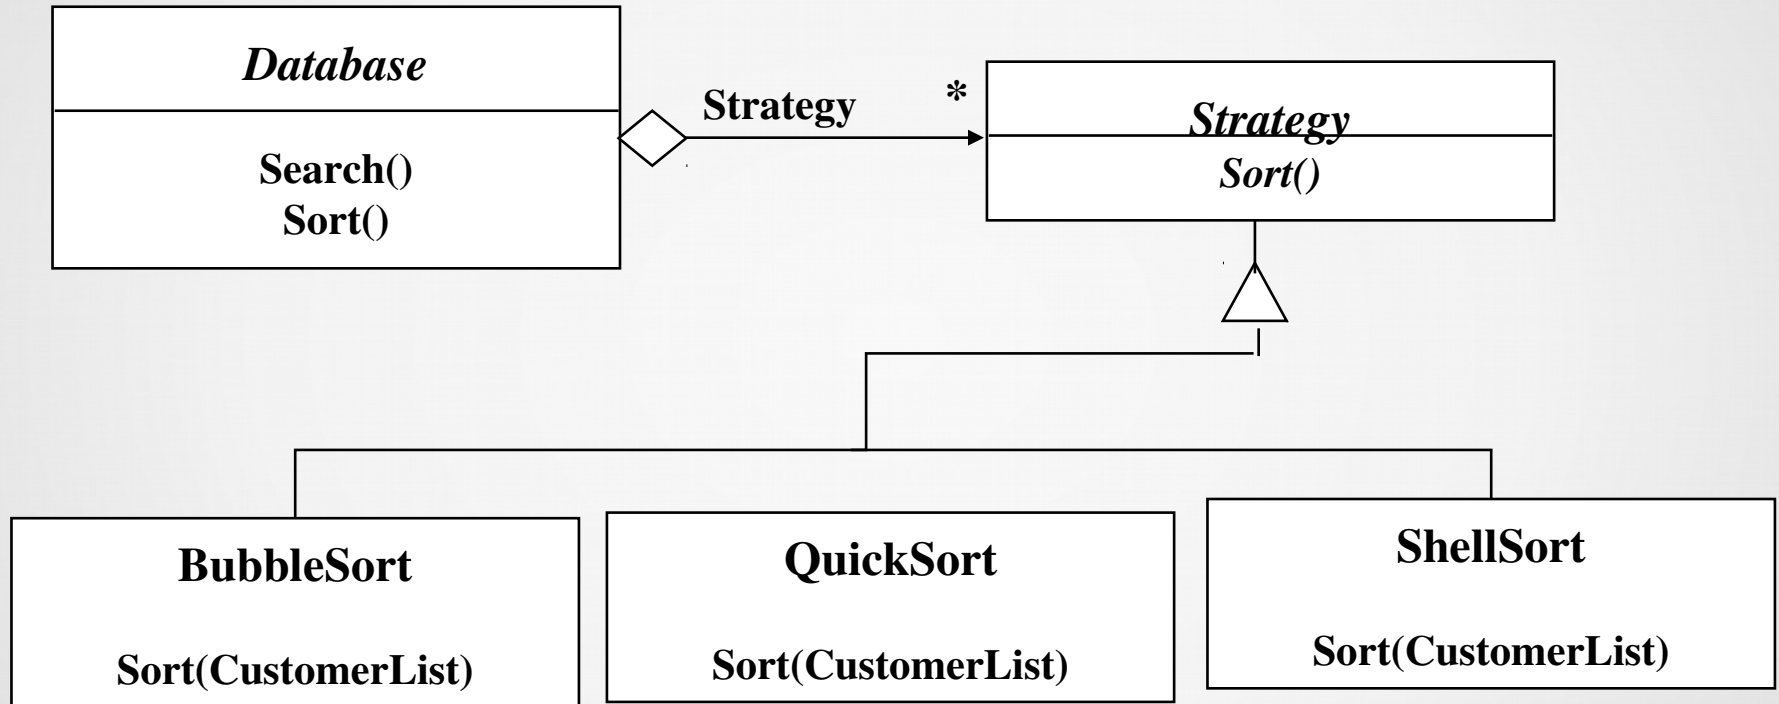 Database
Search()
Sort()
Strategy
*
Strategy
Sort()
BubbleSort
Sort(CustomerList)
QuickSort
Sort(CustomerList)
ShellSort
Sort(CustomerList)